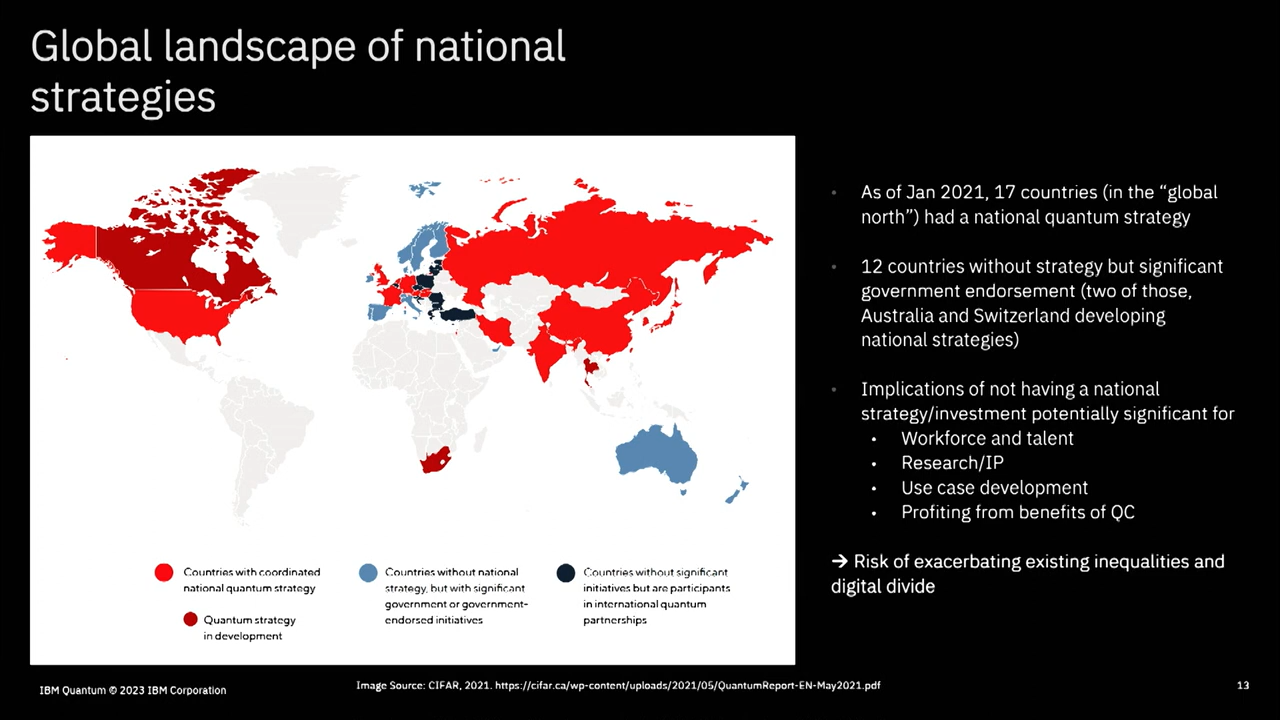 Global landscape of national
strategies
• As of Jan 2021, 17 countries (in the “global
north”) had a national quantum strategy
• 12 countries without strategy but significant
government endorsement (two of those,
Australia and Switzerland developing
national strategies)
• Implications of not having a national
strategy/investment potentially significant for
• Workforce and talent
• Research/IP
• Use case development
• Profiting from benefits of QC
→ Risk of exacerbating existing inequalities and
digital divide
Countries with coordinated
national quantum strategy
Quantum strategy
in development
Countries without national
strategy, but with significant
government or government-
endorsed initiatives
Countries without significant
initiatives but are participants
in international quantum
partnerships
IBM Quantum © 2023 IBM Corporation
Image Source: CIFAR, 2021. https://cifar.ca/wp-content/uploads/2021/05/QuantumReport-EN-May2021.pdf
13